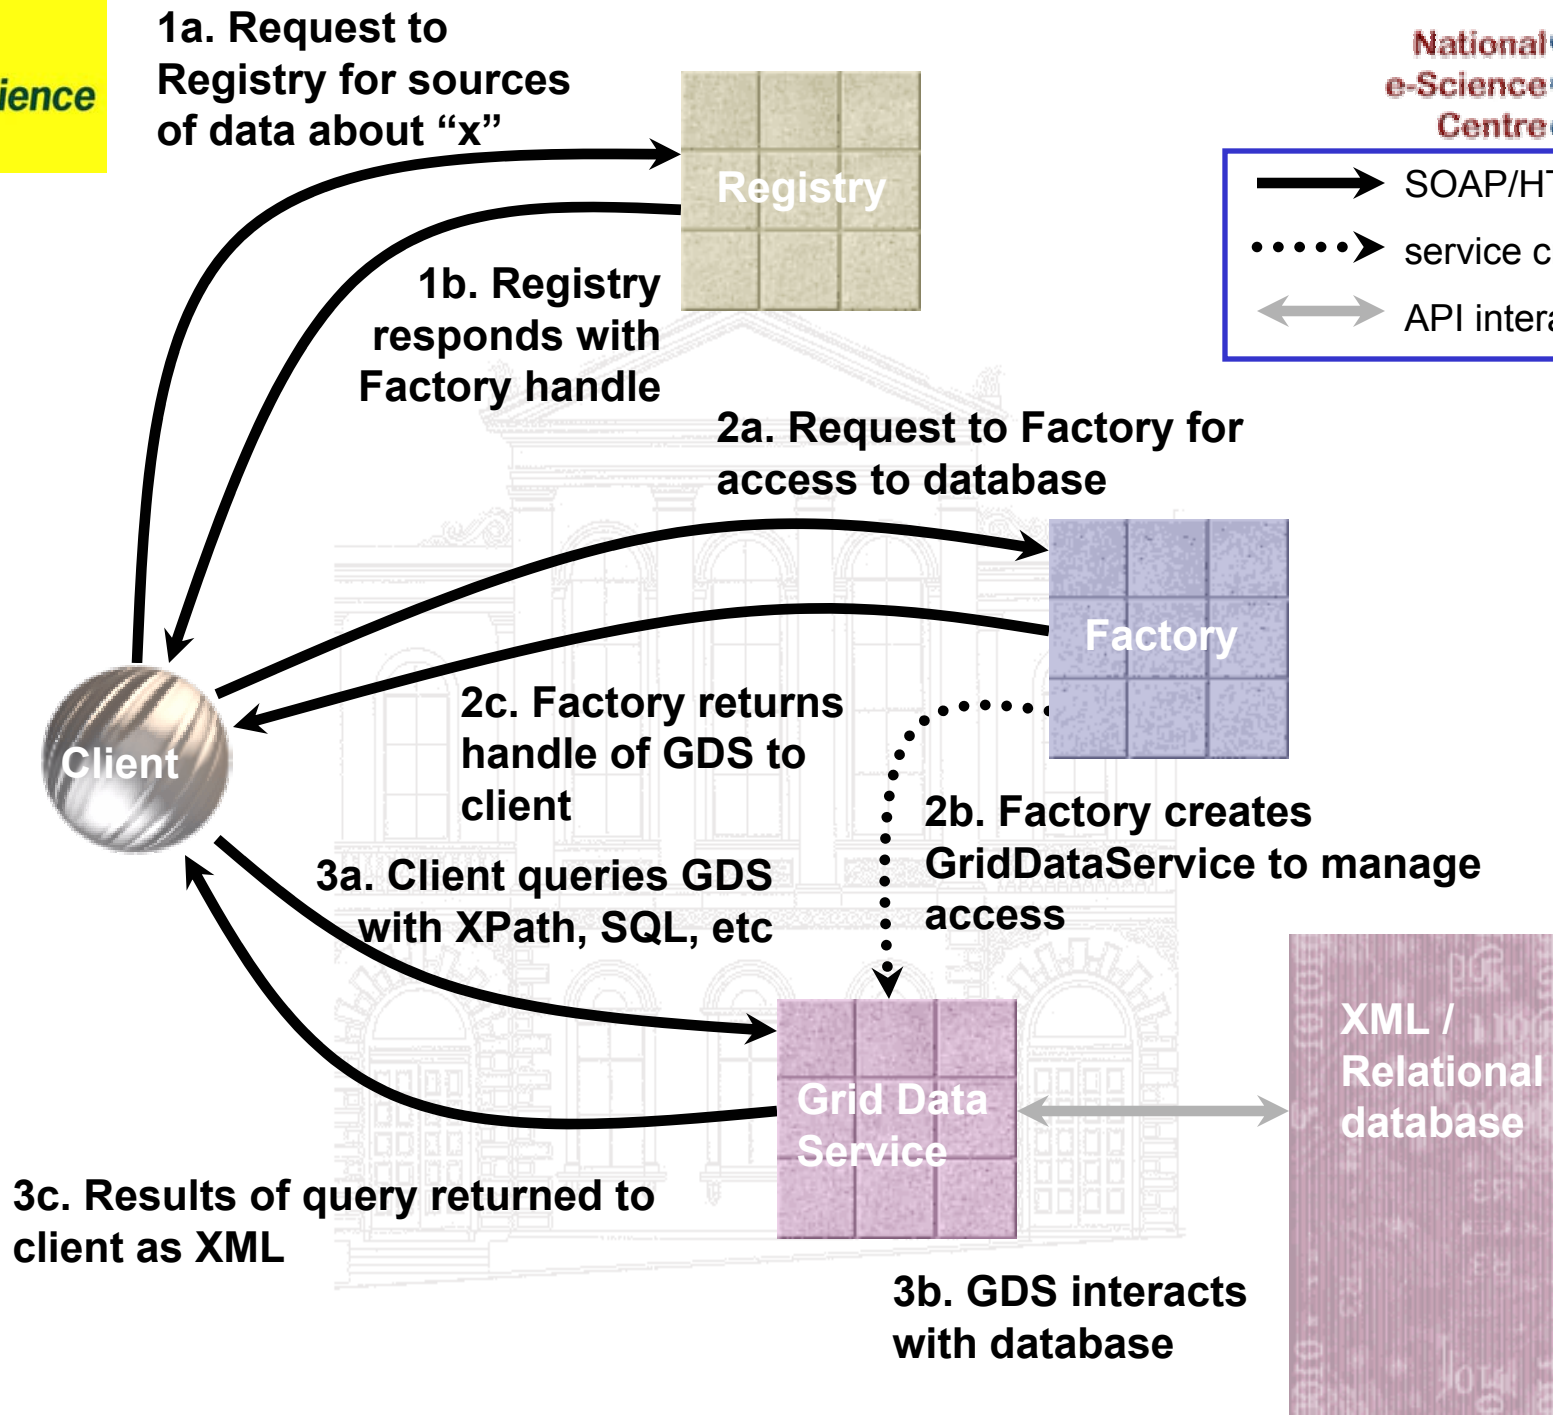 1a. Request to
Registry for sources
of data about “x”
National
e-Science
Centre
Registry
API
1b. Registry
responds with
Factory handle
2a. Request to Factory for
access to database
Factory
Client
2c. Factory returns
handle of GDS to
client
2b. Factory creates
GridDataService to manage
access
3a. Client queries GDS
with XPath, SQL, etc
XML /
Relational
database
Grid Data
Service
3c. Results of query returned to
client as XML
3b. GDS interacts
with database
service